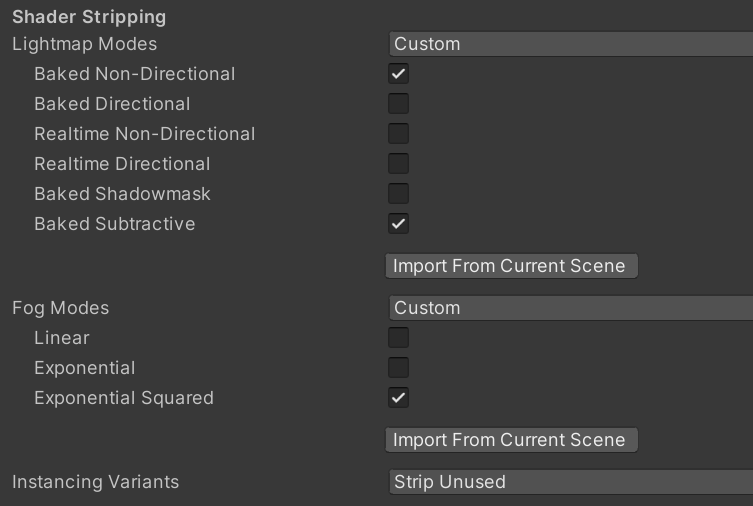 Shader Stripping
Lightmap Modes Custom
Baked Non-Directional
Baked Directional
Realtime Non-Directional
Realtime Directional
Baked Shadowmask
Baked Subtractive
Import From Current Scene
Fog Modes Custom
Linear
Exponential
Exponential Squared
Import From Current Scene
Instancing Variants Strip Unused